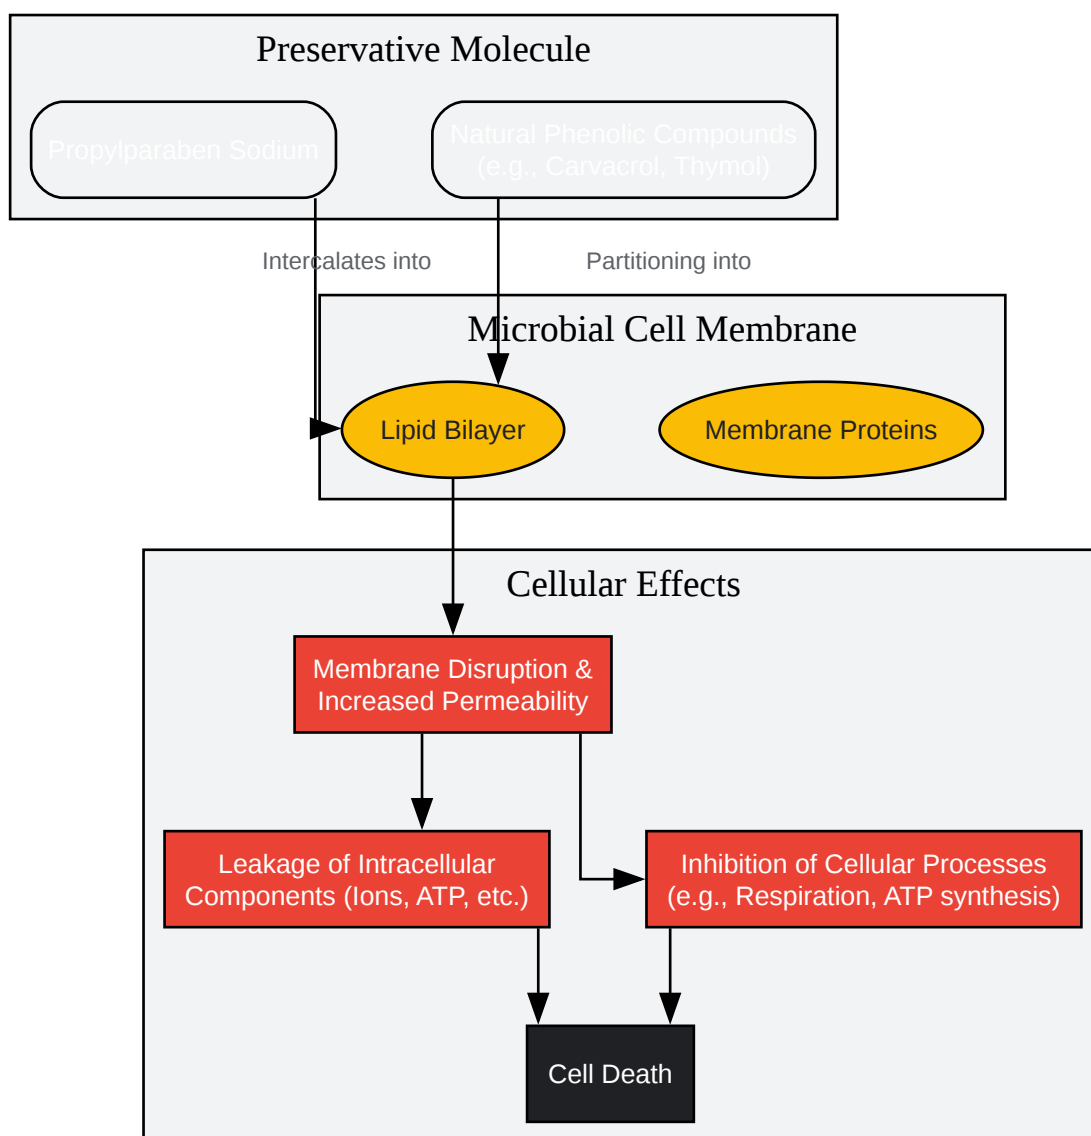 Preservative Molecule
Propylparaben Sodium
Natural Phenolic Compounds
(e.g., Carvacrol, Thymol)
Intercalates into
Partitioning into
Microbial Cell Membrane
Lipid Bilayer
Membrane Proteins
Cellular Effects
Membrane Disruption &
Increased Permeability
Leakage of Intracellular
Components (Ions, ATP, etc.)
Inhibition of Cellular Processes
(e.g., Respiration, ATP synthesis)
Cell Death